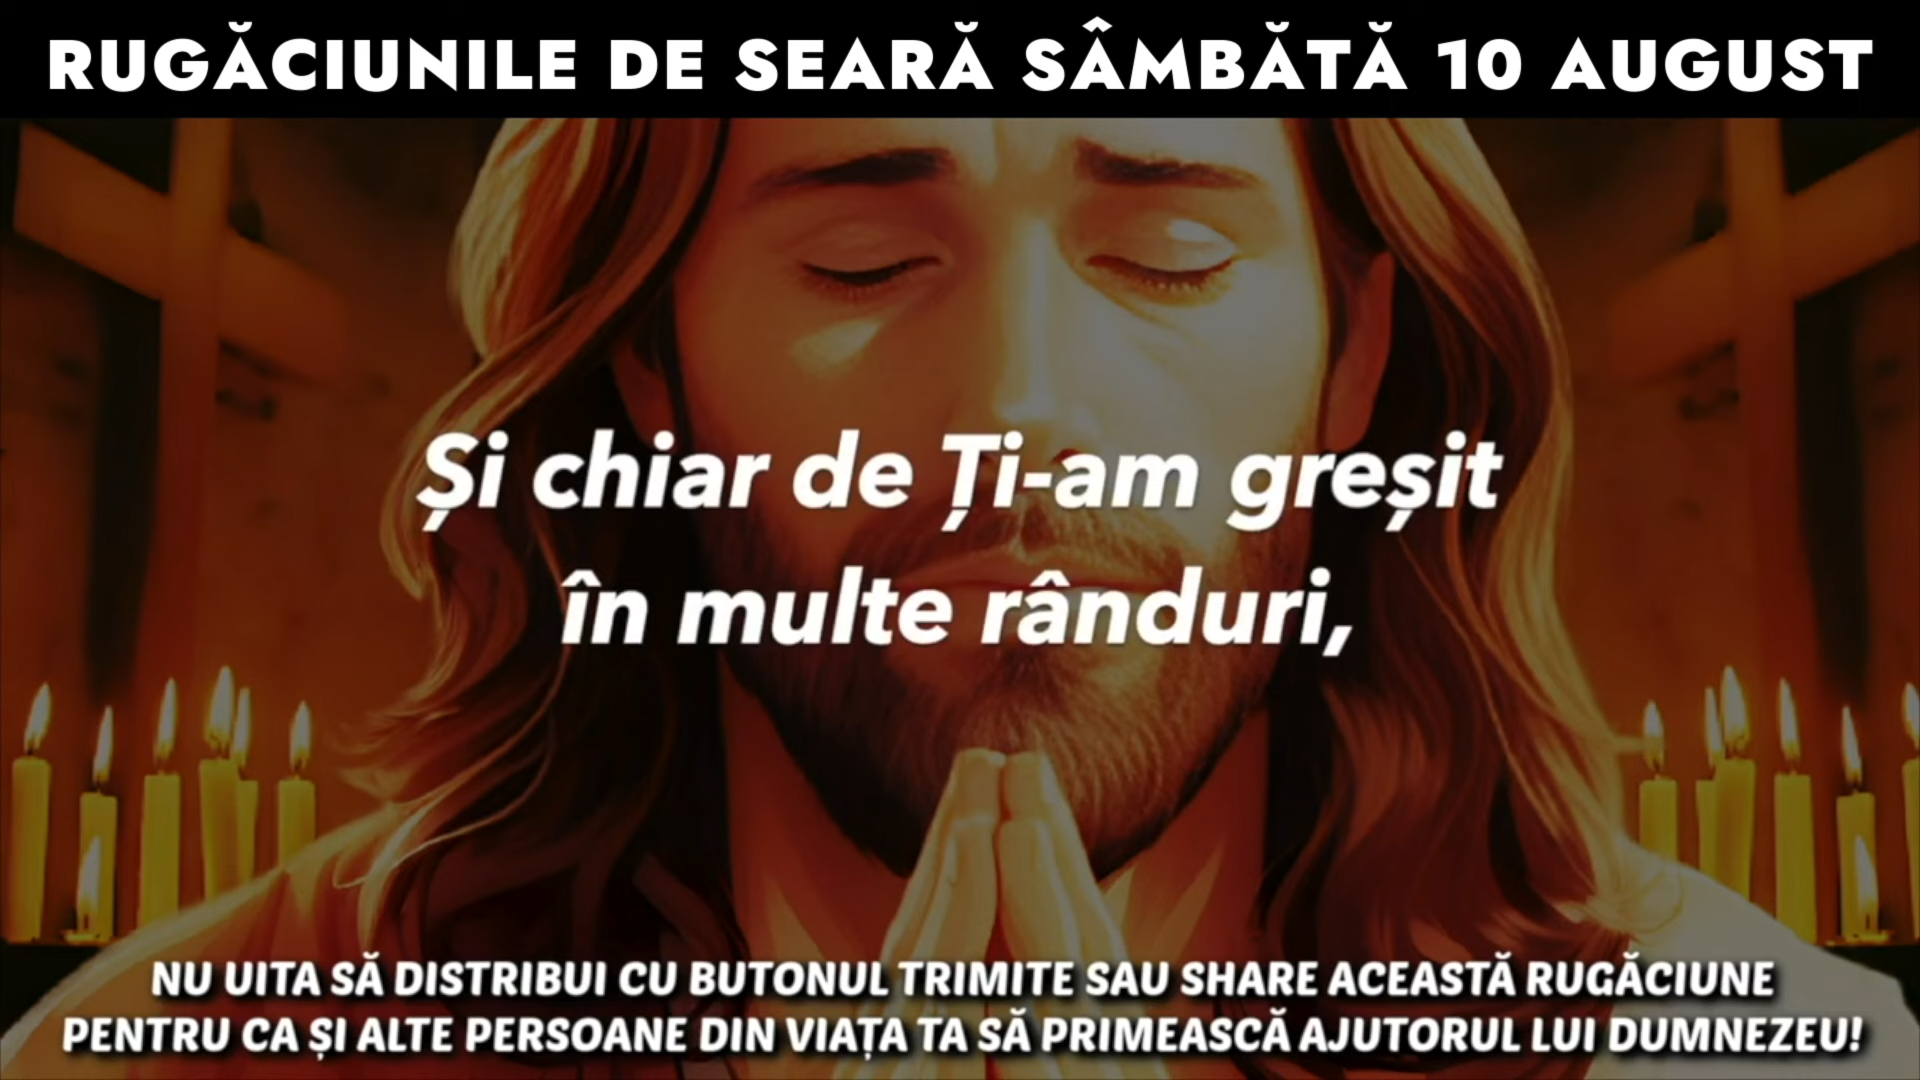 RUGĂCIUNILE DE SEARĂ SÂMBĂTĂ 10 AUGUST
Și chiar de Ți-am greșit
în multe rânduri,
NU UITA SĂ DISTRIBUI CU BUTONUL TRIMITE SAU SHARE ACEASTĂ RUGĂCIUNE
PENTRU CA ȘI ALTE PERSOANE DIN VIAȚA TA SĂ PRIMEASCĂ AJUTORUL LUI DUMNEZEU!